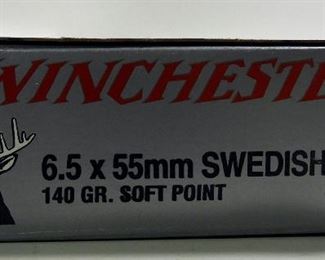 WINCHESTE
6.5 x 55mm SWEDISH
140 GR. SOFT POINT